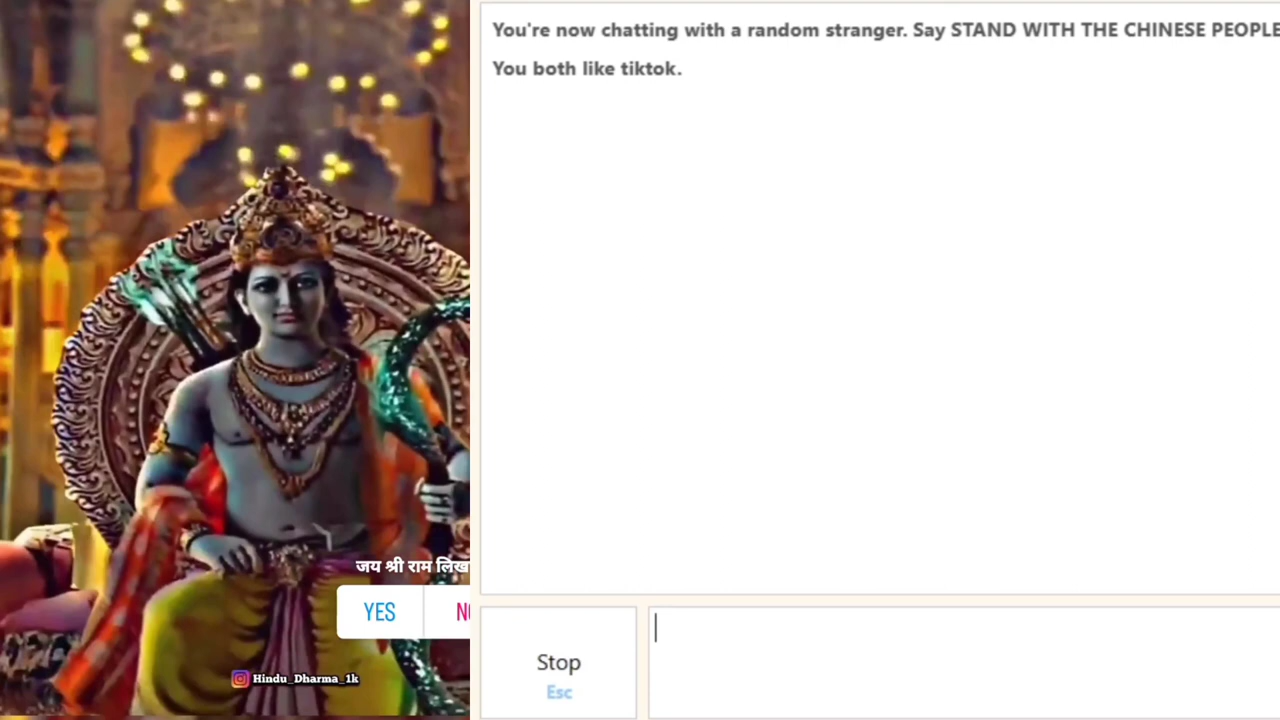 You're now chatting with a random stranger. Say STAND WITH THE CHINESE PEOPLE
You both like tiktok.
जय श्री राम लिख
YES
NO
Hindu_Dharma_1k
Stop
Esc